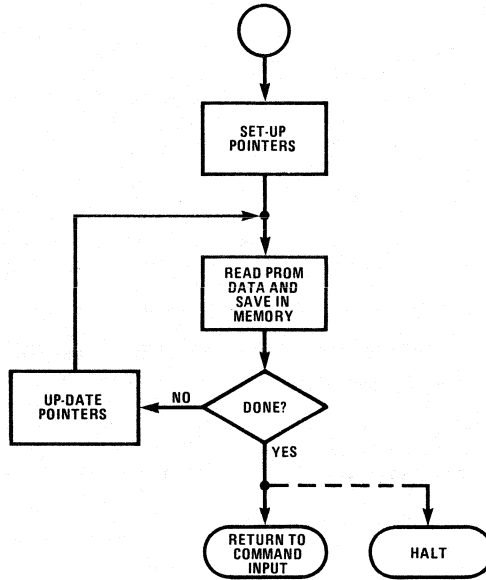 SET-UP
POINTERS
READ PROM
DATA AND
SAVE IN
MEMORY
UP-DATE
POINTERS
NO
DONE?
YES
RETURN TO
COMMAND
INPUT
HALT